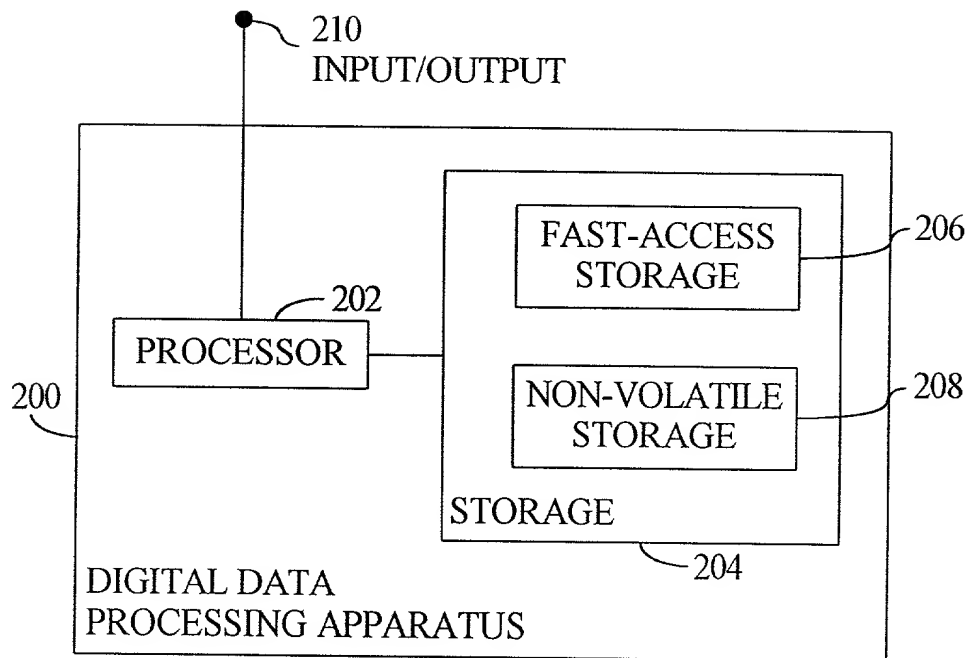 210
INPUT/OUTPUT
FAST-ACCESS
STORAGE
206
202
PROCESSOR
NON-VOLATILE
STORAGE
208
200
STORAGE
204
DIGITAL DATA
PROCESSING APPARATUS